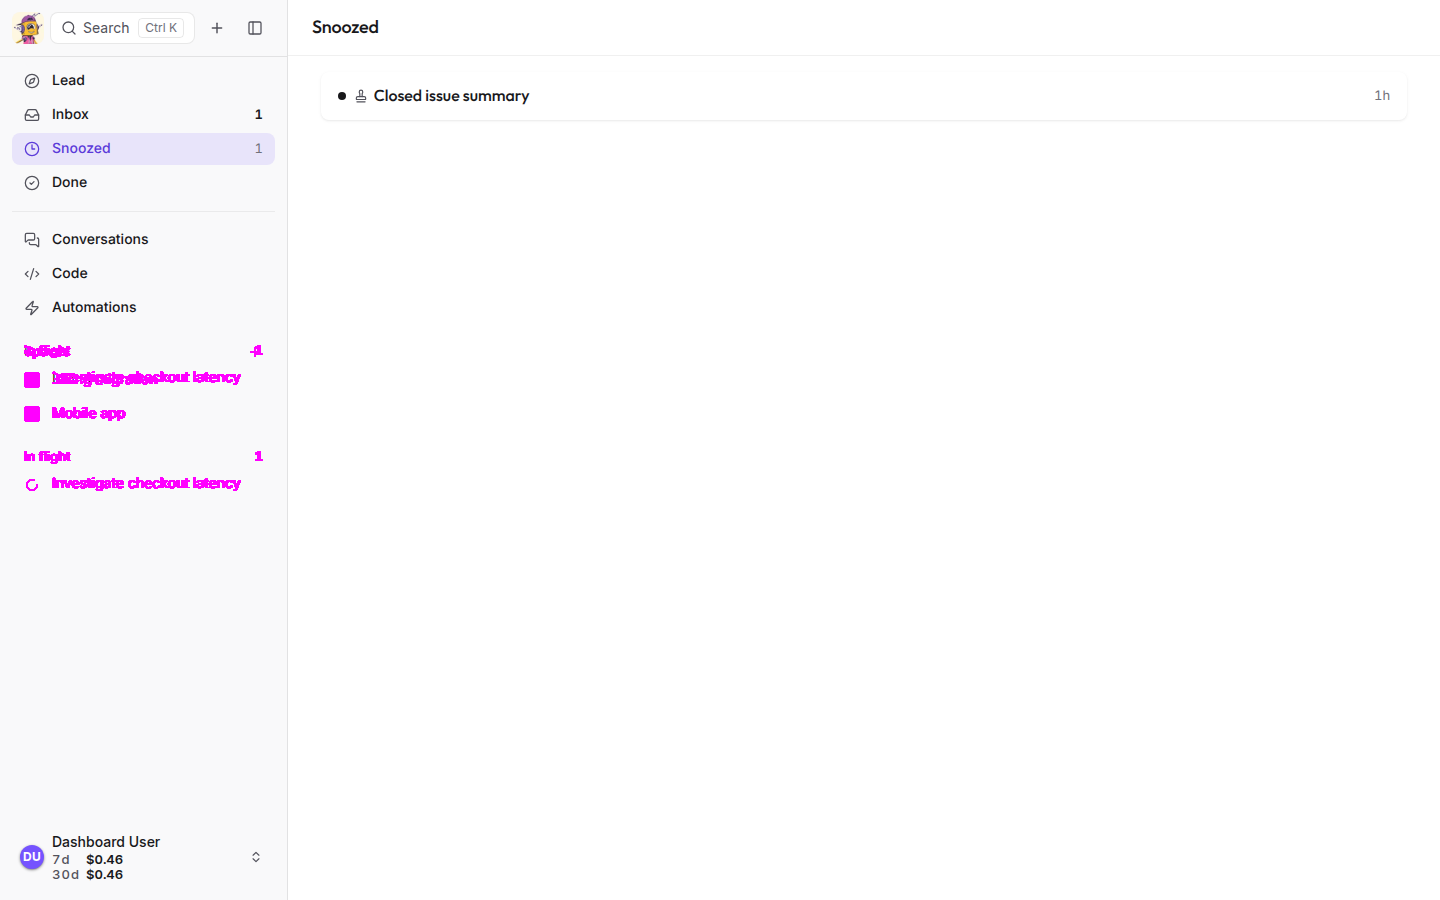 Search Ctrl K
Lead
Inbox 1
Snoozed 1
Done
Conversations
Code
Automations
Mobile app
In flight 1
Investigate checkout latency
Snoozed
Closed issue summary 1h
DU
Dashboard User
7d $0.46
30d $0.46